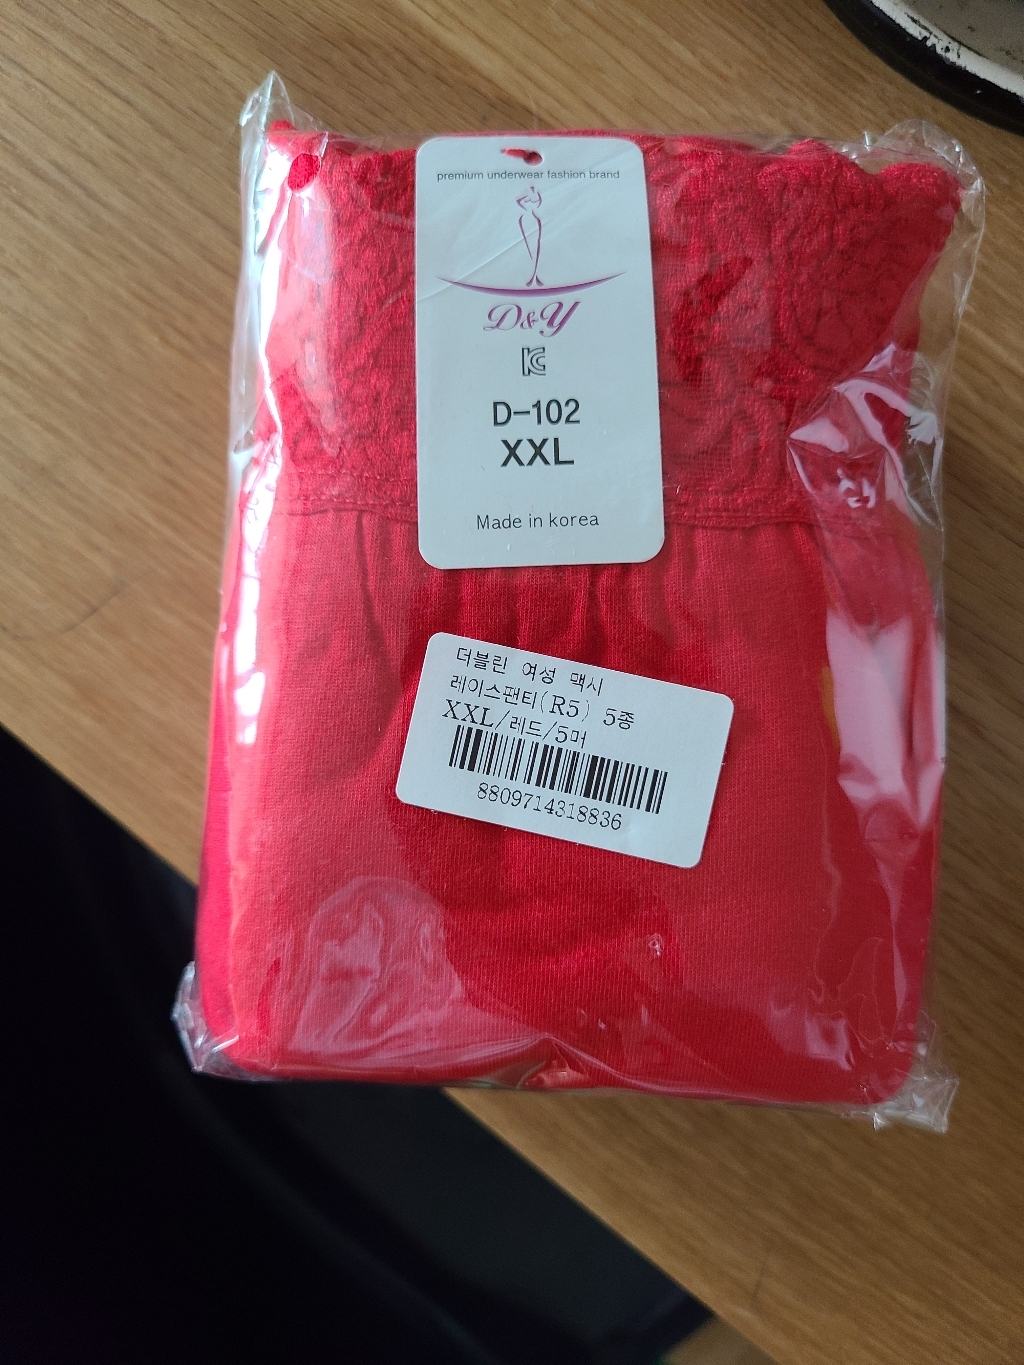 premium underwear fashion brand
D&Y
KC
D-102
XXL
Made in korea
더블린 여성 맥시
레이스팬티(R5) 5종
XXL/레드/5매
8809714318836